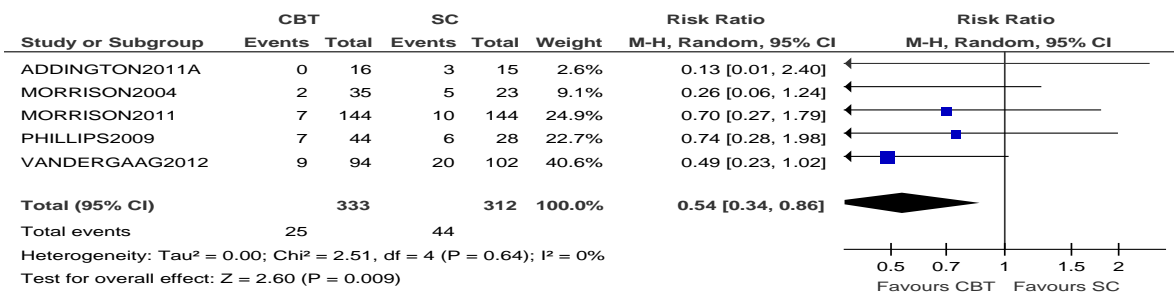 CBT SC Risk Ratio Risk Ratio
Study or Subgroup Events Total Events Total Weight M-H, Random, 95% CI M-H, Random, 95% CI
ADDINGTON2011A 0 16 3 15 2.6% 0.13 [0.01, 2.40]
MORRISON2004 2 35 5 23 9.1% 0.26 [0.06, 1.24]
MORRISON2011 7 144 10 144 24.9% 0.70 [0.27, 1.79]
PHILLIPS2009 7 44 6 28 22.7% 0.74 [0.28, 1.98]
VANDERGAAG2012 9 94 20 102 40.6% 0.49 [0.23, 1.02]
Total (95% CI) 333 312 100.0% 0.54 [0.34, 0.86]
Total events 25 44
Heterogeneity: Tau² = 0.00; Chi² = 2.51, df = 4 (P = 0.64); I² = 0%
Test for overall effect: Z = 2.60 (P = 0.009)
0.5 0.7 1 1.5 2
Favours CBT Favours SC